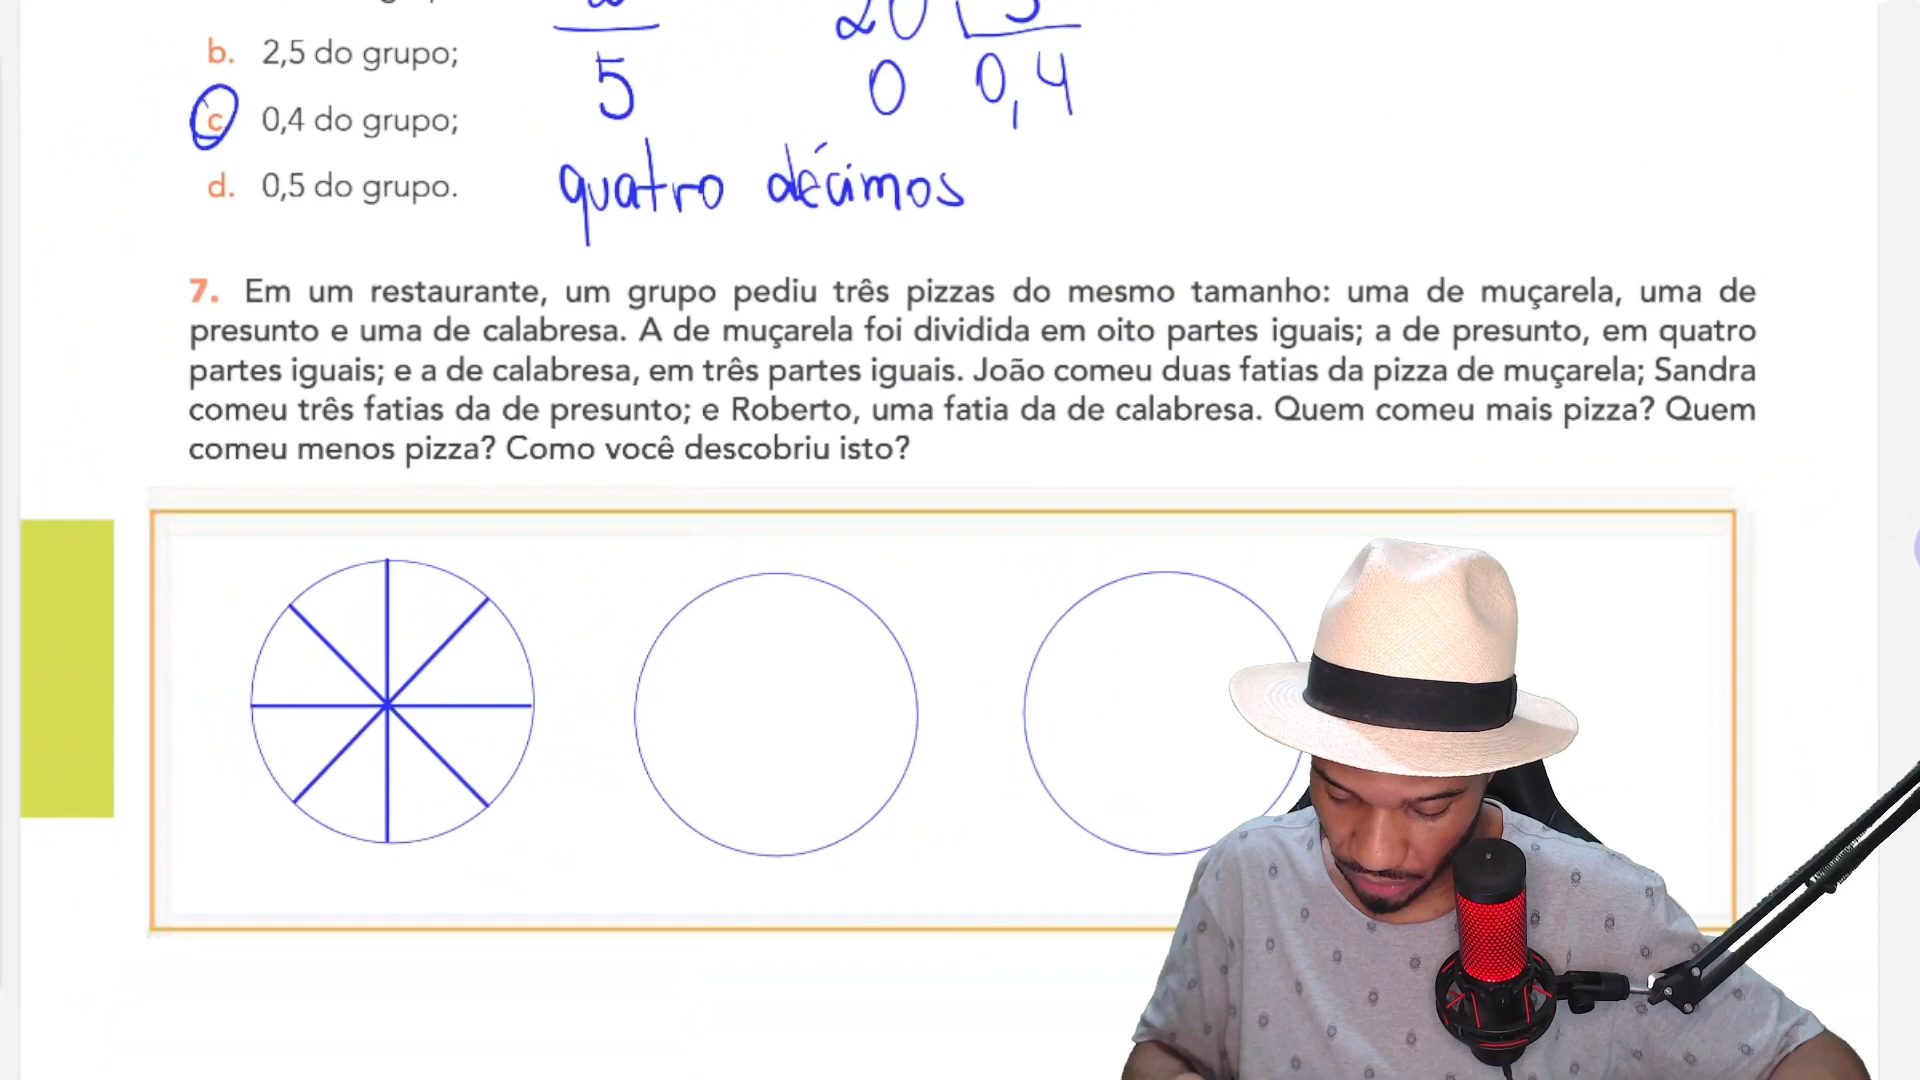 b. 2,5 do grupo;
5
20 5
0 0,4
c. 0,4 do grupo;
d. 0,5 do grupo.
quatro décimos
7. Em um restaurante, um grupo pediu três pizzas do mesmo tamanho: uma de muçarela, uma de
presunto e uma de calabresa. A de muçarela foi dividida em oito partes iguais; a de presunto, em quatro
partes iguais; e a de calabresa, em três partes iguais. João comeu duas fatias da pizza de muçarela; Sandra
comeu três fatias da de presunto; e Roberto, uma fatia da de calabresa. Quem comeu mais pizza? Quem
comeu menos pizza? Como você descobriu isto?